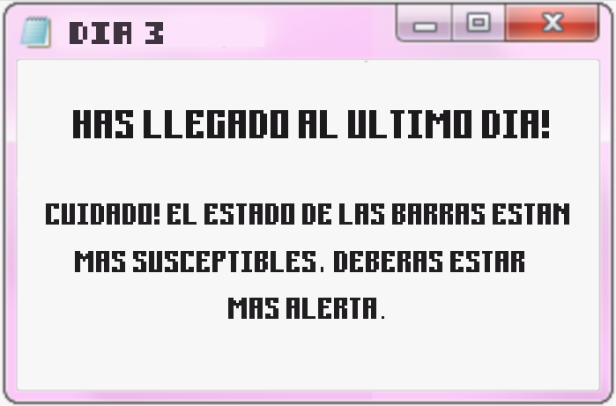 DIA 3
HAS LLEGADO AL ULTIMO DIA!
CUIDADO! EL ESTADO DE LAS BARRAS ESTAN
MAS SUSCEPTIBLES. DEBERAS ESTAR
MAS ALERTA.